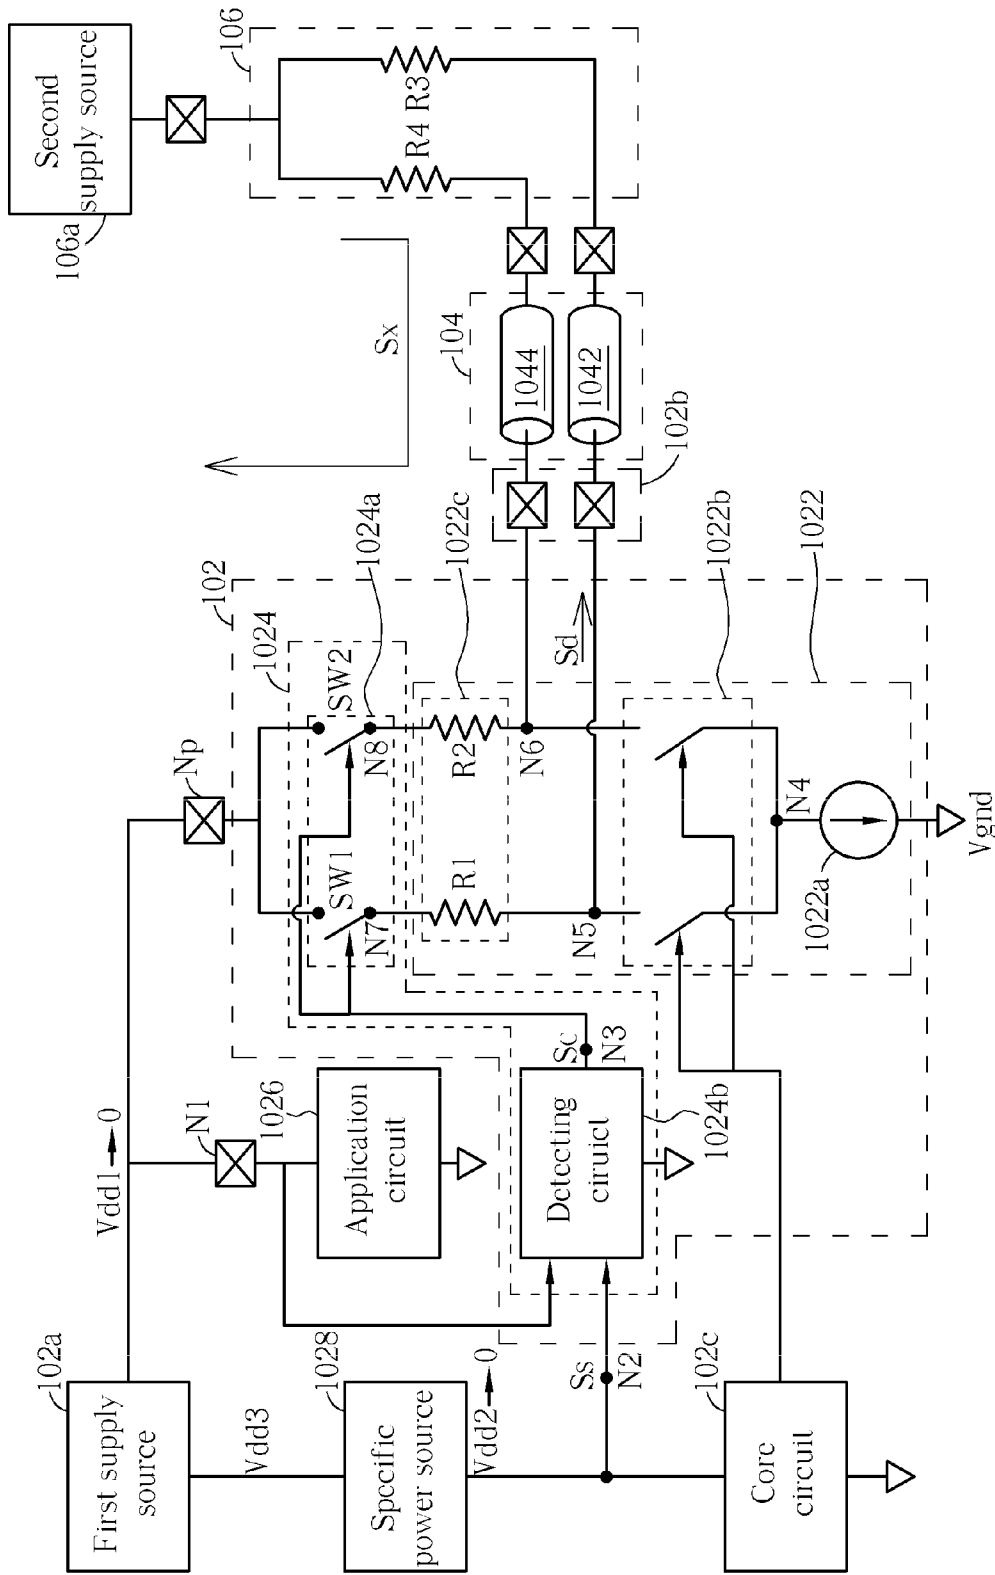 102a
First supply
source
Vdd3
1028
Specific
power source
Vdd2→0
Ss
N2
102c
Core
circuit
Vdd1→0
N1
1026
Application
circuit
Detecting
ciruict
1024b
Sc
N3
Np
102
1024
SW1
SW2
N7
N8
1024a
R1
R2
1022c
N5
N6
Sd
1022b
1022
N4
1022a
Vgnd
102b
104
1044
1042
Sx
106
R4
R3
106a
Second
supply source